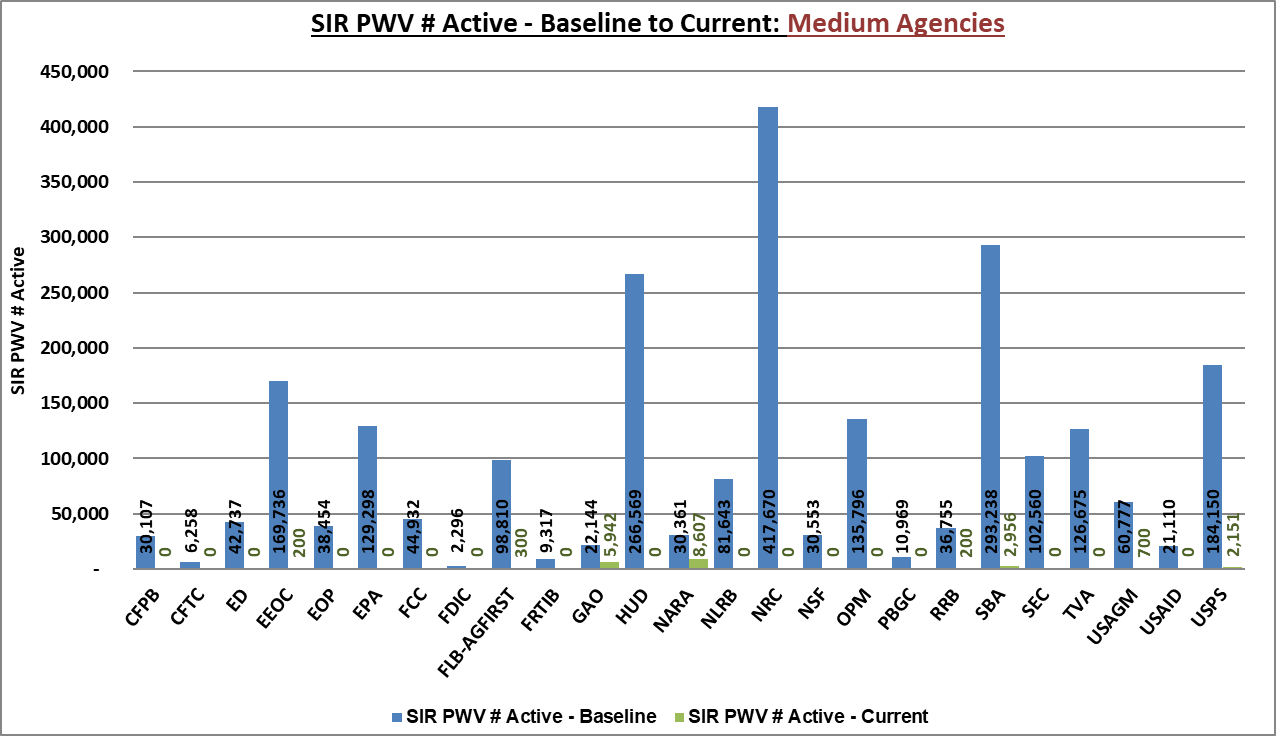 SIR PWV # Active - Baseline to Current: Medium Agencies
SIR PWV # Active
450,000
400,000
350,000
300,000
250,000
200,000
150,000
100,000
50,000
-
30,107
0
6,258
0
42,737
0
169,736
200
38,454
0
129,298
0
44,932
0
2,296
0
98,810
300
9,317
0
22,144
5,942
266,569
0
30,361
8,607
81,643
0
417,670
0
30,553
0
135,796
0
10,969
0
36,755
200
293,238
2,956
102,560
0
126,675
0
60,777
700
21,110
0
184,150
2,151
CFPB
CFTC
ED
EEOC
EOP
EPA
FCC
FDIC
FLB-AGFIRST
FRTIB
GAO
HUD
NARA
NLRB
NRC
NSF
OPM
PBGC
RRB
SBA
SEC
TVA
USAGM
USAID
USPS
SIR PWV # Active - Baseline
SIR PWV # Active - Current